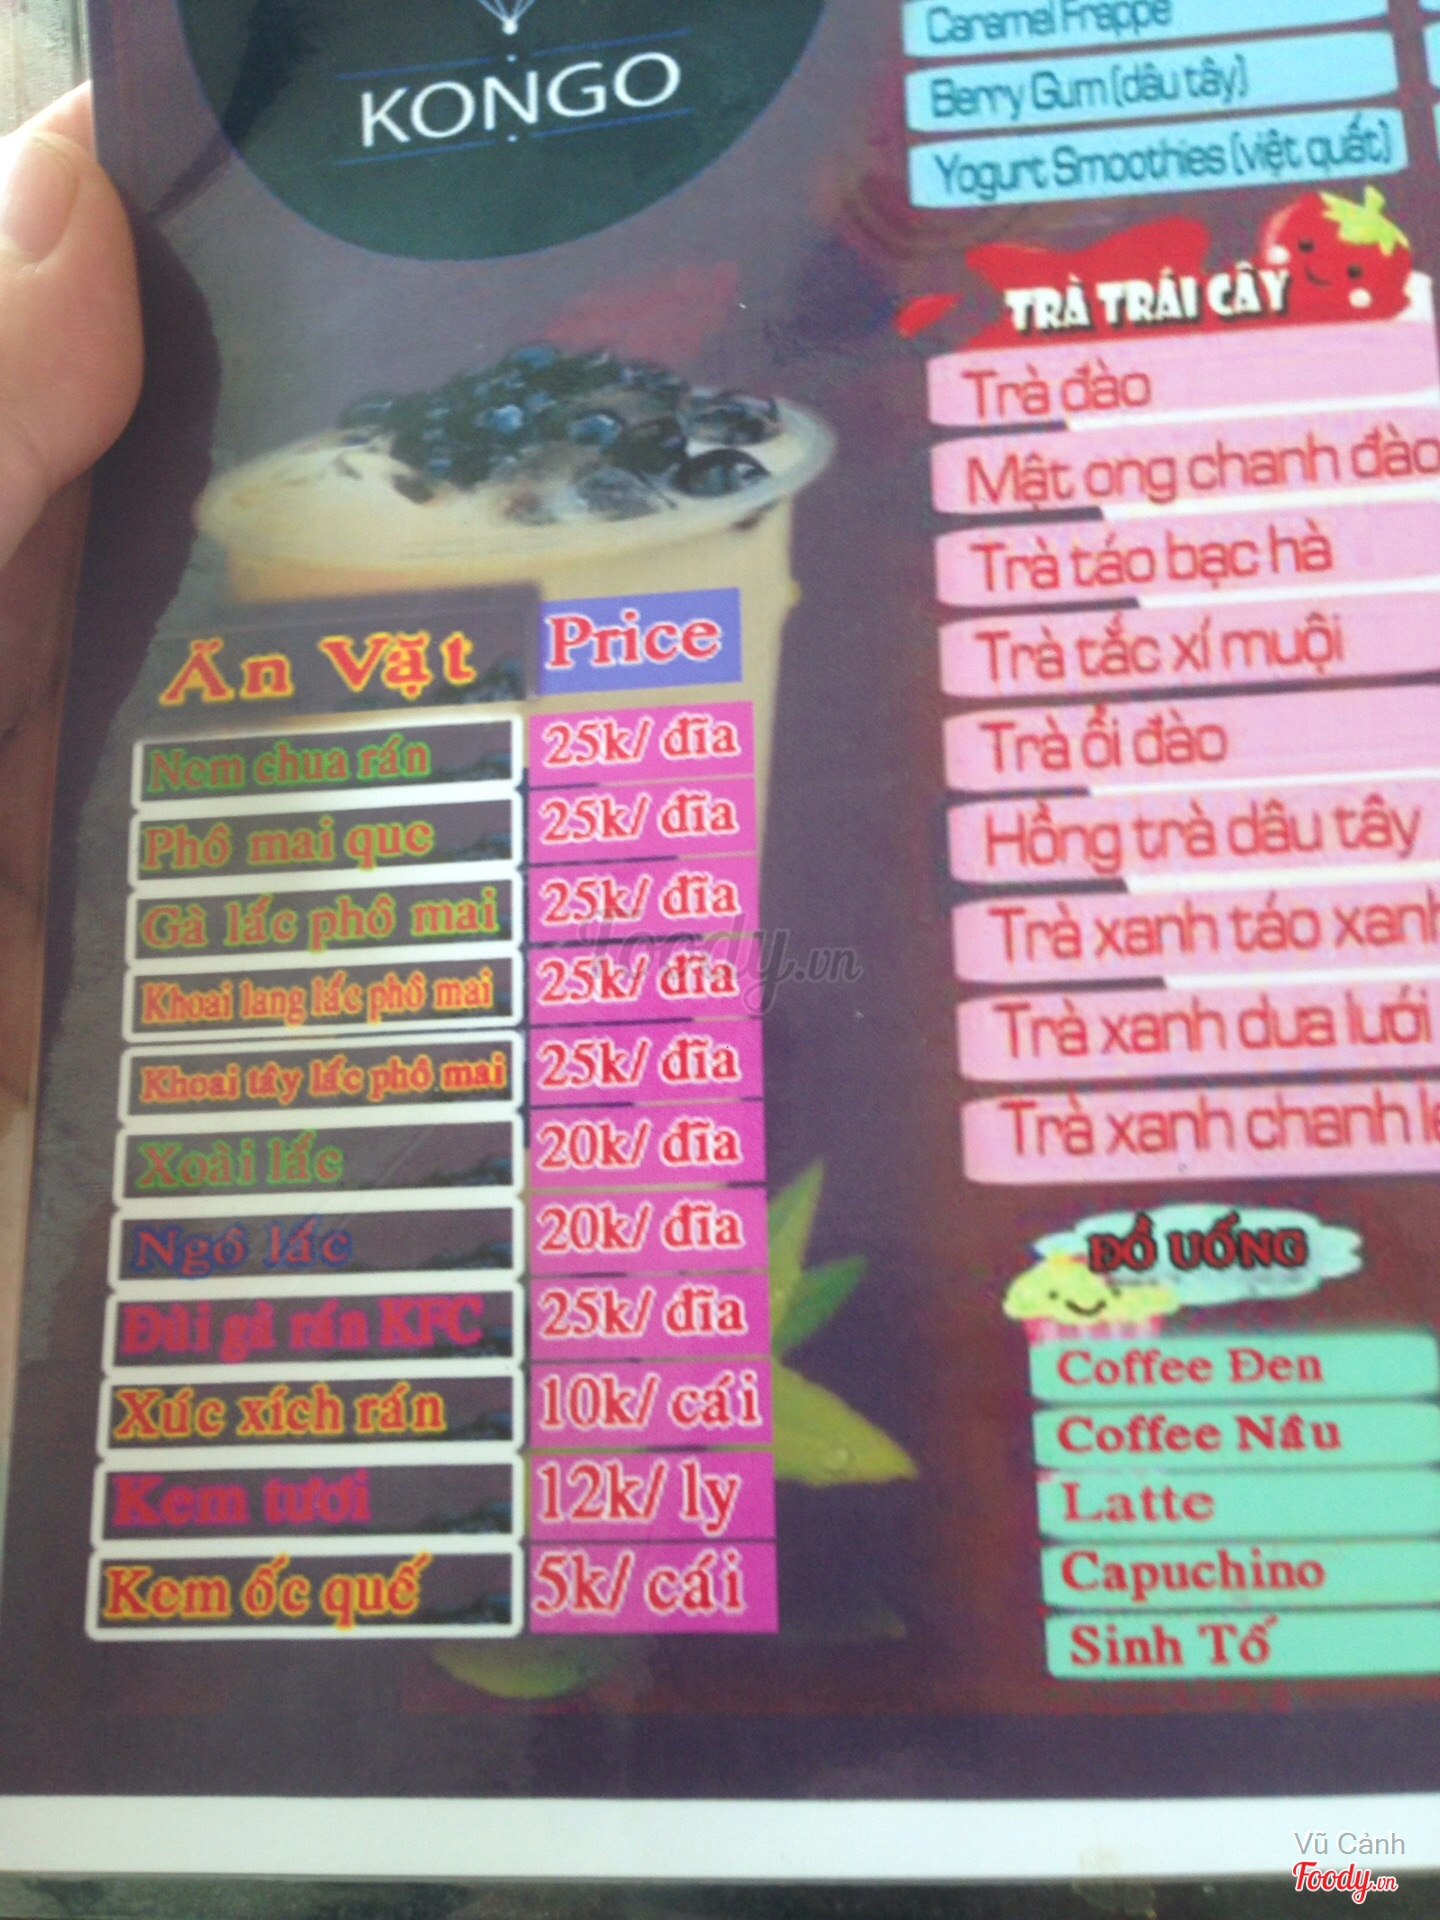 KONGO
Caramel Frappe
Berry Gum (dâu tây)
Yogurt Smoothies (việt quất)
TRÀ TRÁI CÂY
Trà đào
Mật ong chanh đào
Trà táo bạc hà
Trà tắc xí muội
Trà ổi đào
Hồng trà dâu tây
Trà xanh táo xanh
Trà xanh dưa lưới
Trà xanh chanh
ĐỒ UỐNG
Coffee Đen
Coffee Nâu
Latte
Capuchino
Sinh Tố
Ăn Vặt Price
Nem chua rán 25k/ đĩa
Phô mai que 25k/ đĩa
Gà lắc phô mai 25k/ đĩa
Khoai lang lắc phô mai 25k/ đĩa
Khoai tây lắc phô mai 25k/ đĩa
Xoài lắc 20k/ đĩa
Ngô lắc 20k/ đĩa
Đùi gà rán KFC 25k/ đĩa
Xúc xích rán 10k/ cái
Kem tươi 12k/ ly
Kem ốc quế 5k/ cái
Foody.vn
Vũ Cảnh
Foody.vn